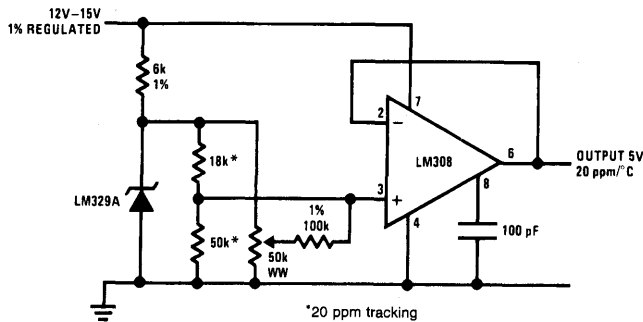 12V–15V
1% REGULATED
6k
1%
7
2
–
LM308
6
OUTPUT 5V
20 ppm/°C
18k*
3
+
8
LM329A
1%
100k
4
100 pF
50k*
50k
WW
*20 ppm tracking